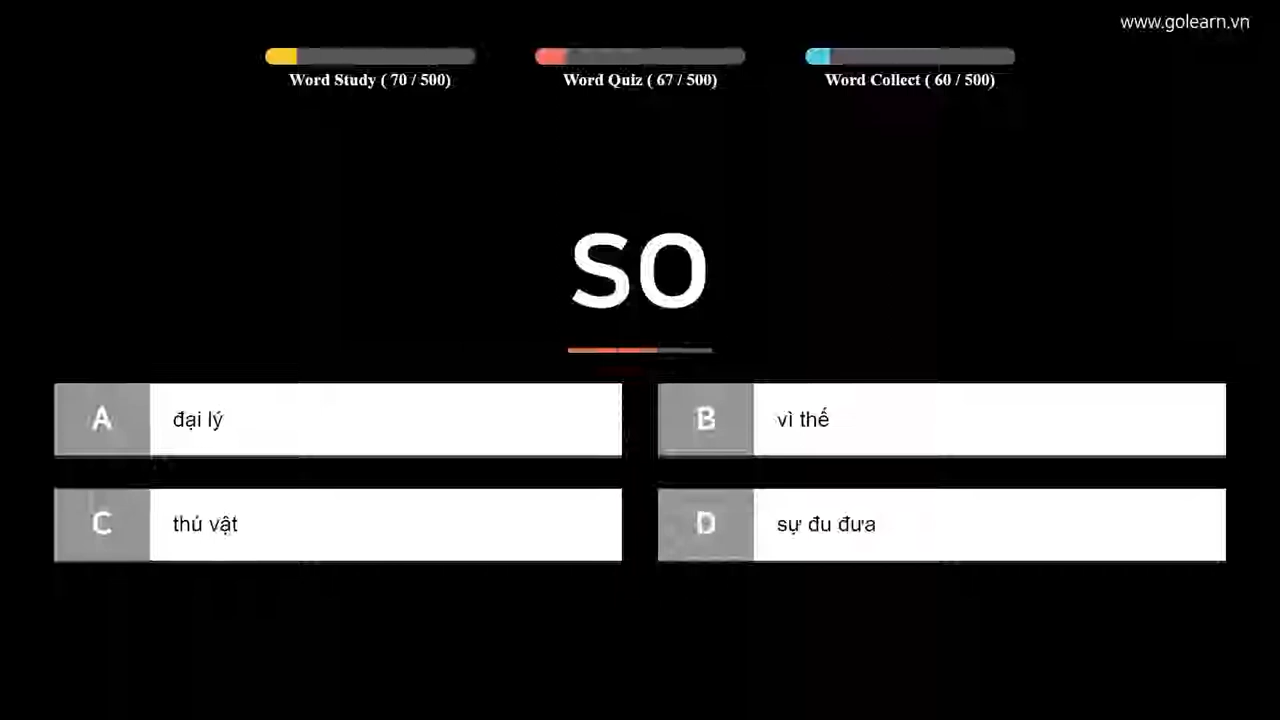 www.golearn.vn
Word Study ( 70 / 500)
Word Quiz ( 67 / 500)
Word Collect ( 60 / 500)
so
A
đại lý
B
vì thế
C
thú vật
D
sự đu đưa